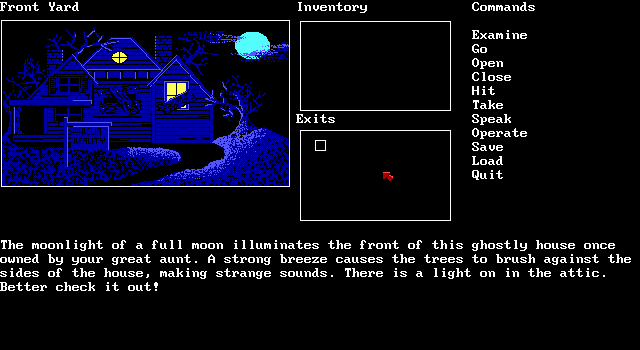 Front Yard
Inventory
Commands
Examine
Go
Open
Close
Hit
Take
Speak
Operate
Save
Load
Quit
Exits
REALITY
The moonlight of a full moon illuminates the front of this ghostly house once
owned by your great aunt. A strong breeze causes the trees to brush against the
sides of the house, making strange sounds. There is a light on in the attic.
Better check it out!